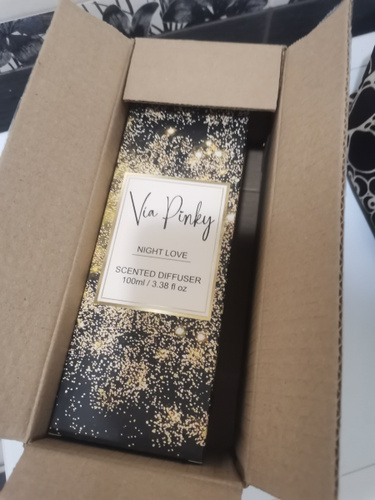 Via Pinky
NIGHT LOVE
SCENTED DIFFUSER
100ml / 3.38 fl oz